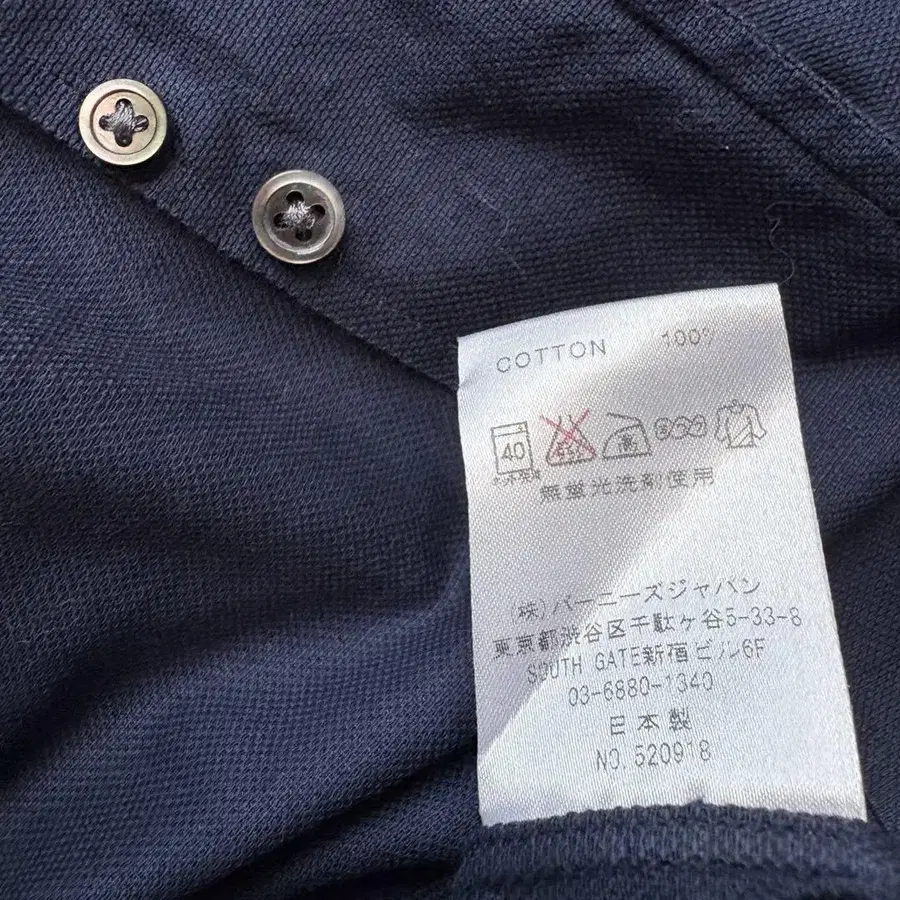 COTTON 100%
40
無蛍光洗剤使用
(株)バーニーズジャパン
東京都渋谷区千駄ヶ谷5-33-8
SOUTH GATE新宿ビル6F
03-6880-1340
日本製
NO.520918